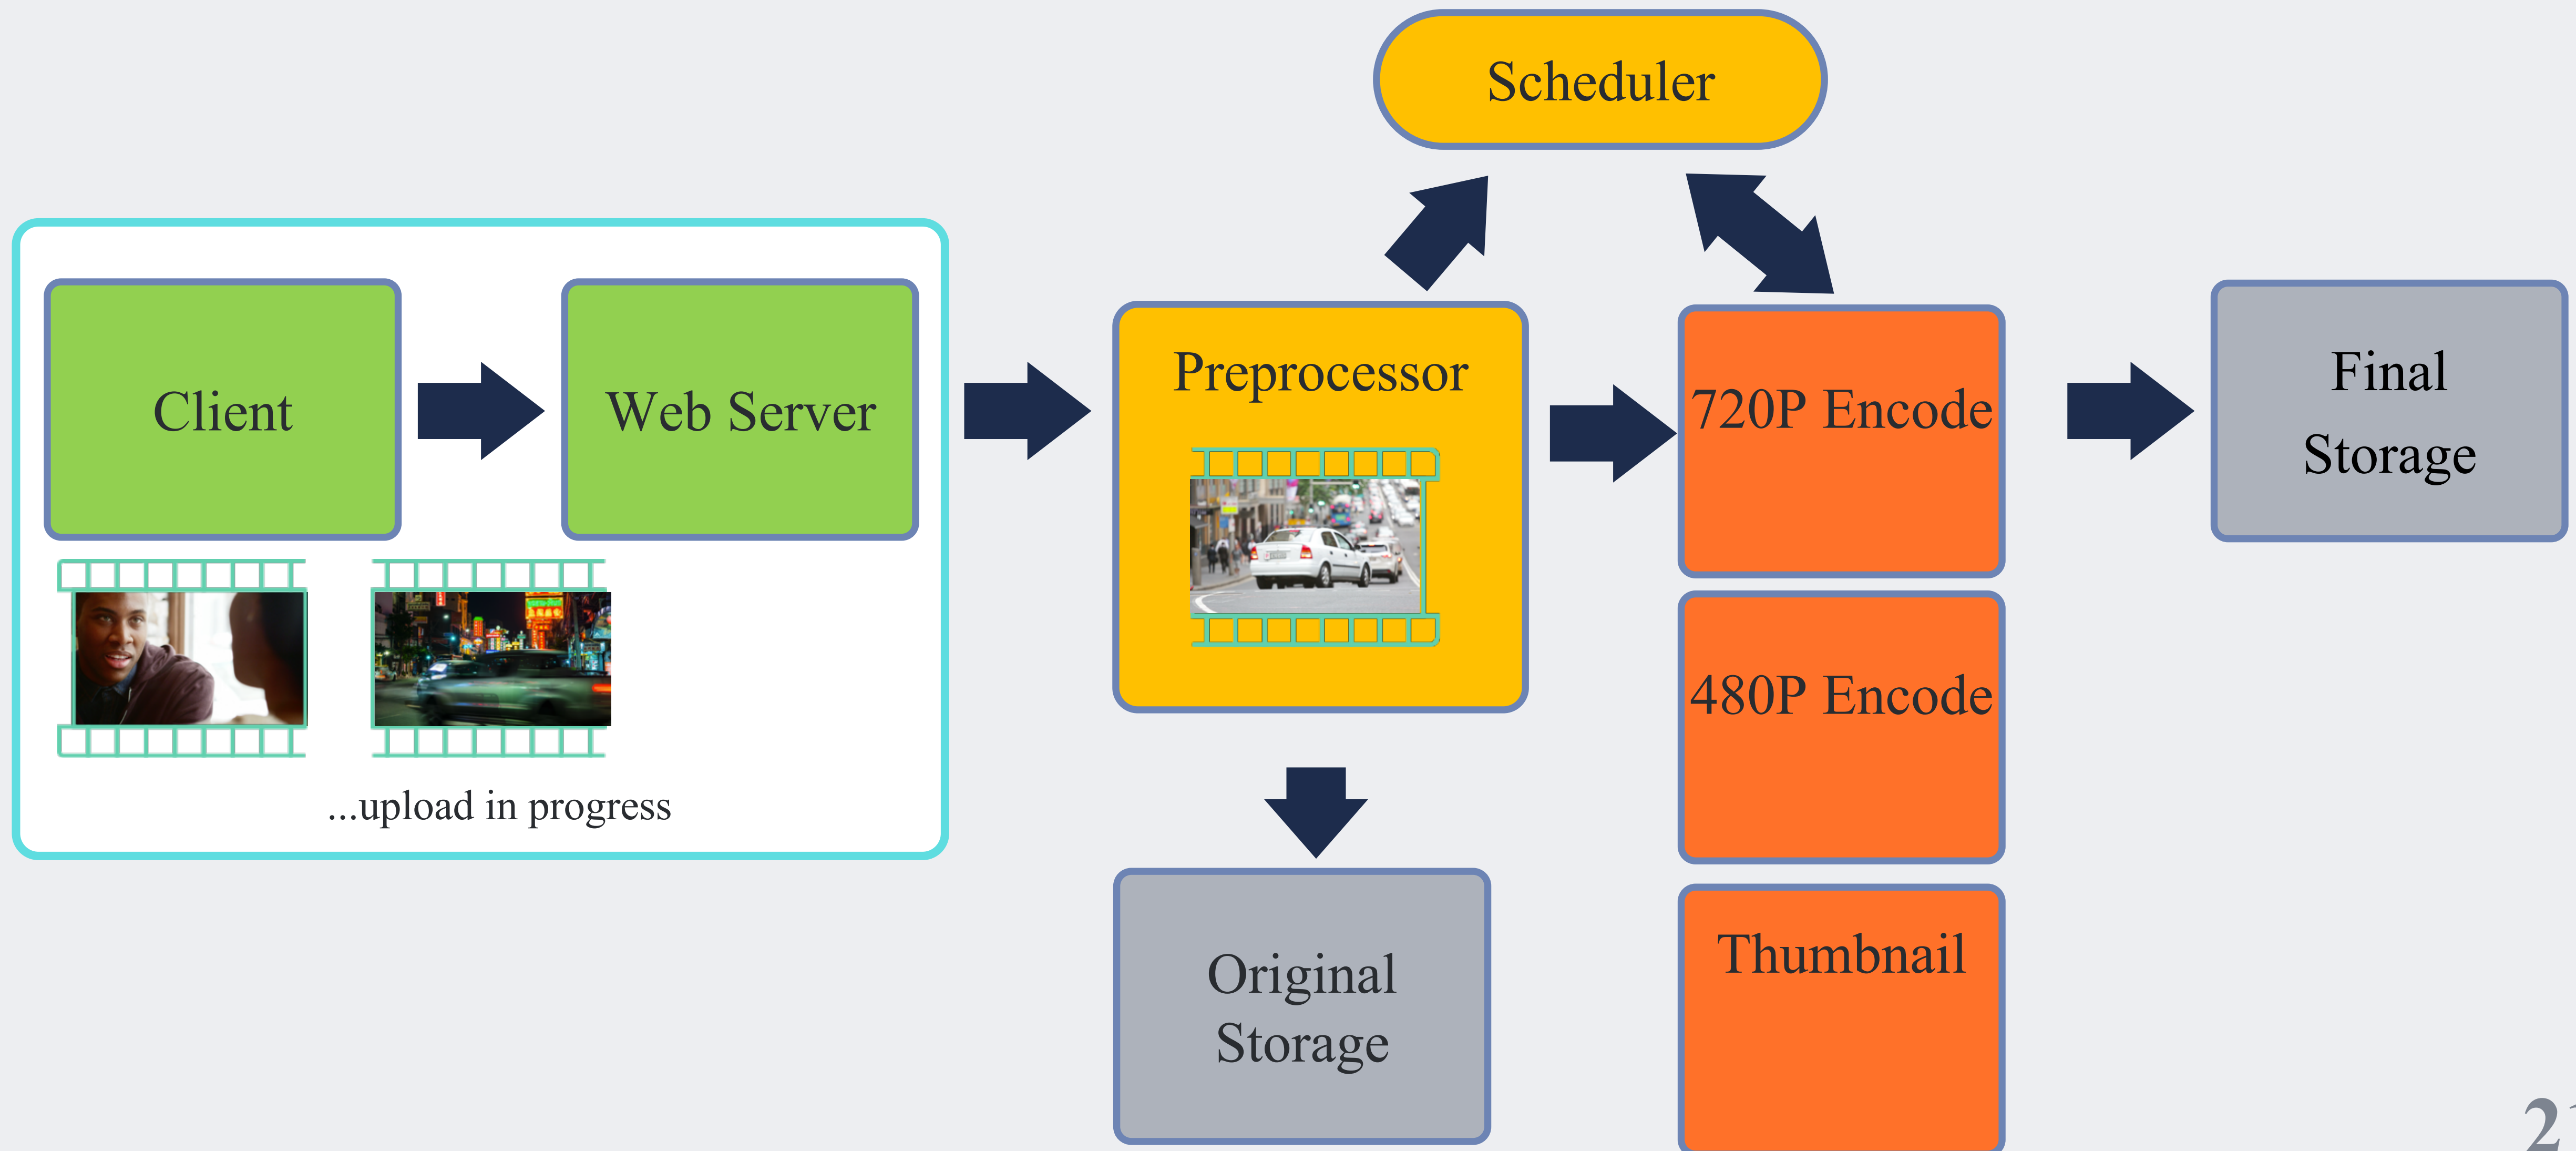 Scheduler
Client
Web Server
Preprocessor
720P Encode
Final
Storage
480P Encode
...upload in progress
Original
Storage
Thumbnail